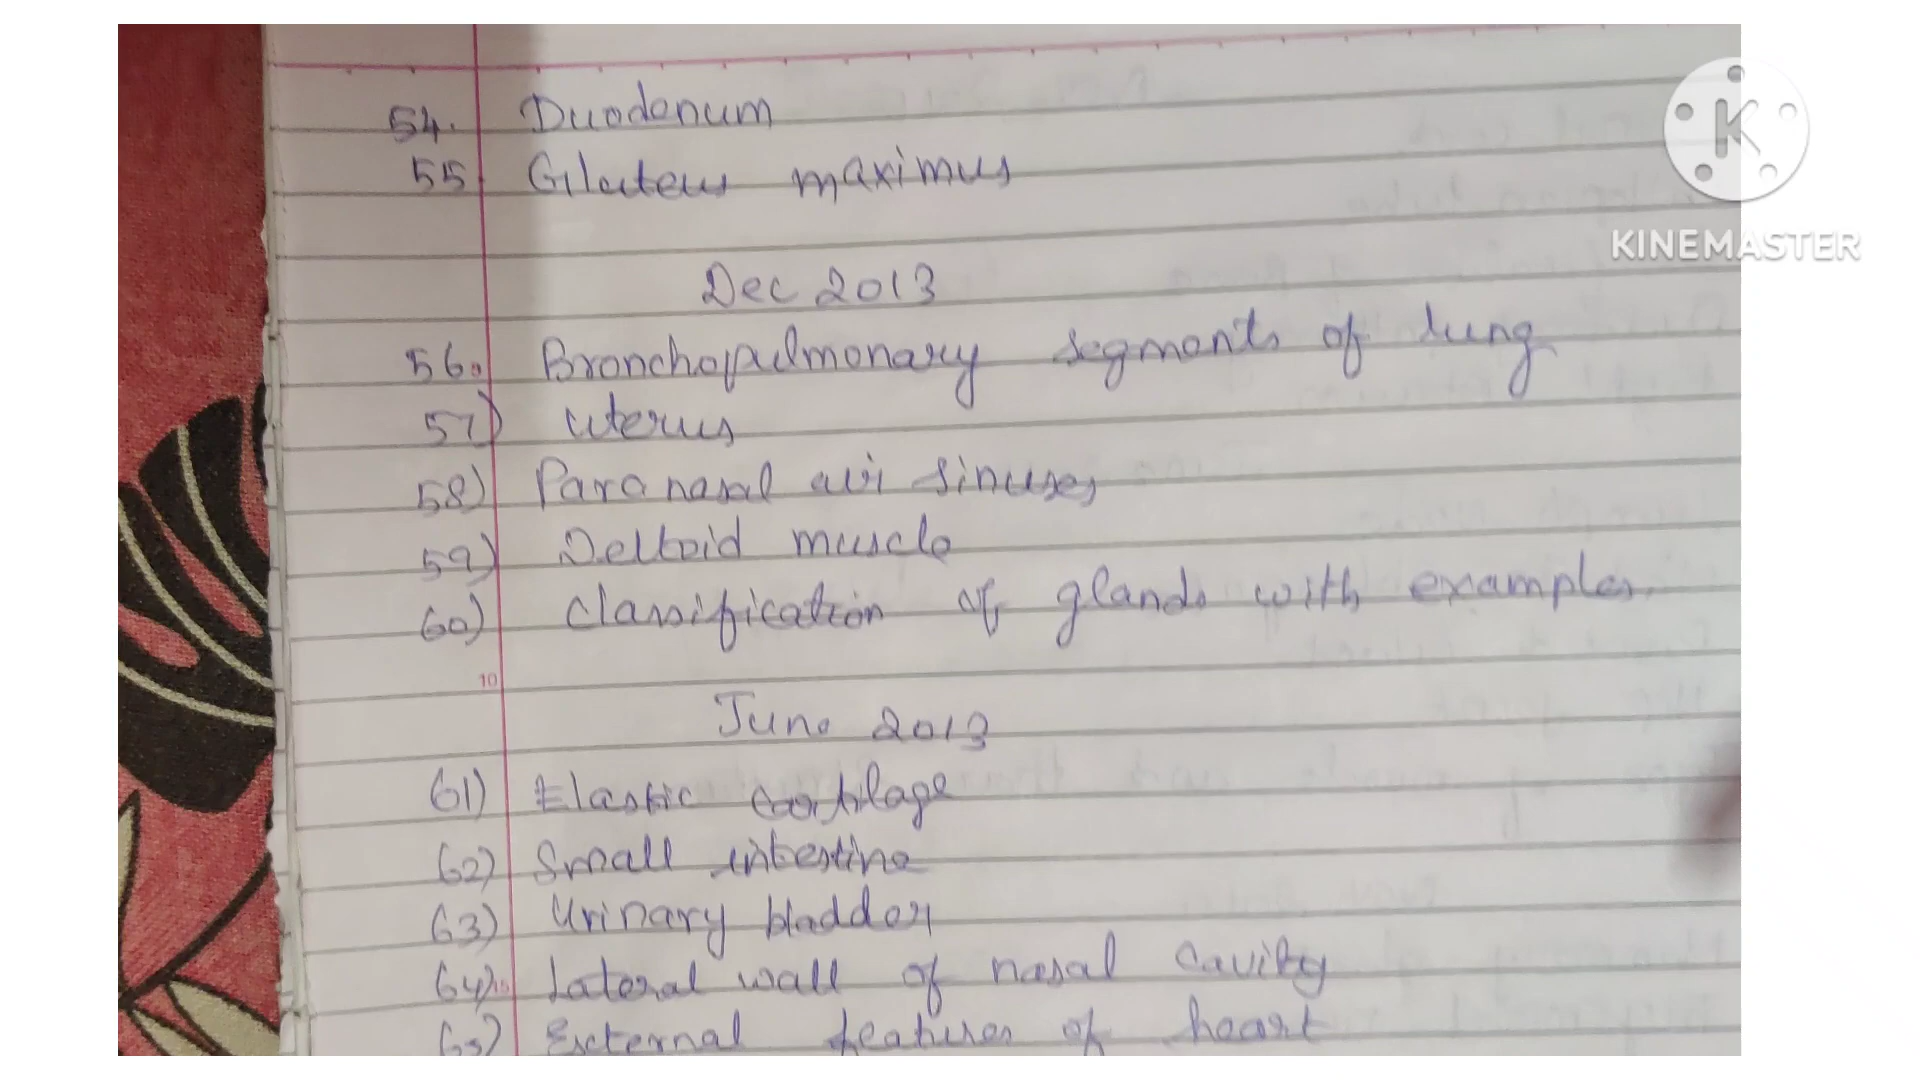 54. Duodenum
55 Gluteus maximus
Dec 2013
56. Bronchopulmonary segments of lung
57) uterus
58) Para nasal air sinuses
59) Deltoid muscle
60) Classification of glands with examples.
10
June 2013
61) Elastic cartilage
62) Small intestine
63) Urinary bladder
64) Lateral wall of nasal cavity
65) External features of heart
K
KINEMASTER